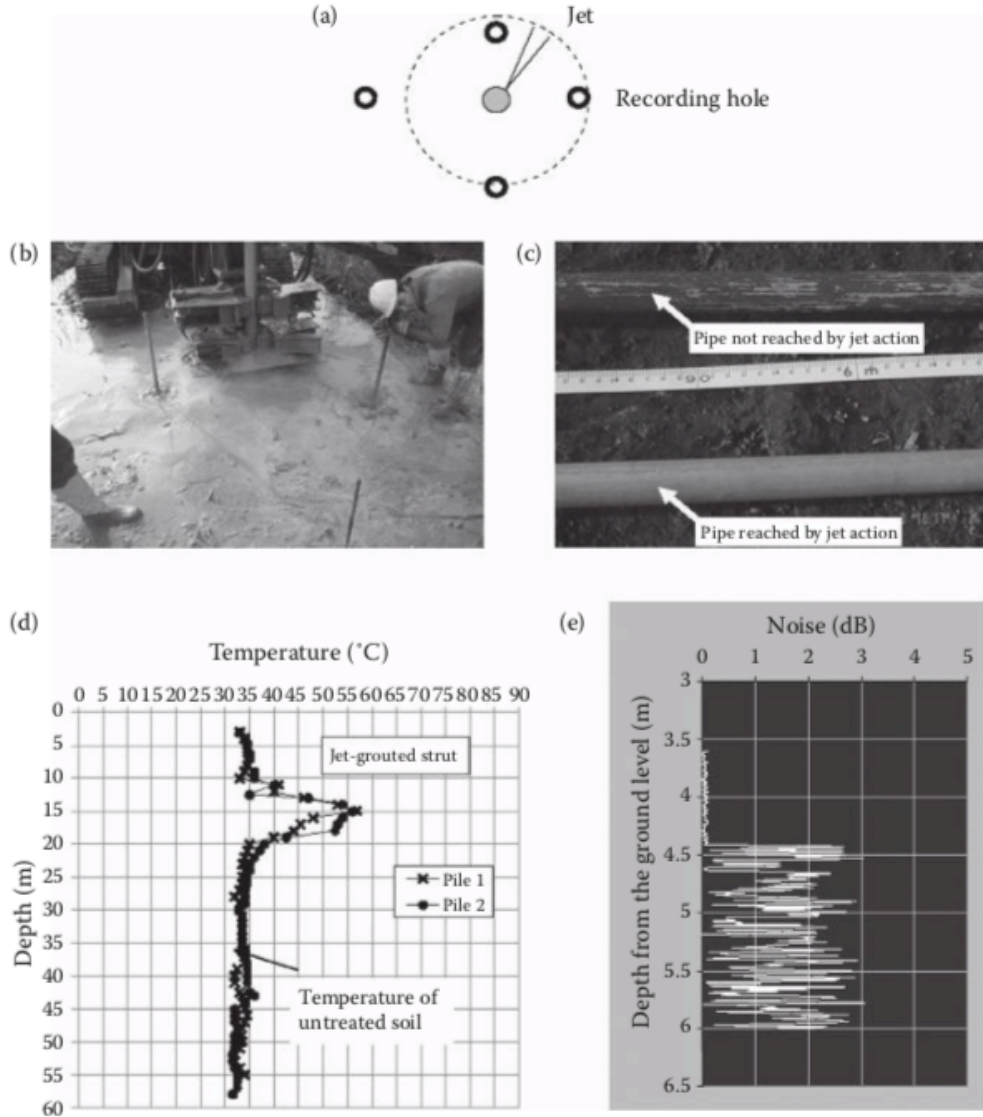 (a)
Jet
Recording hole
(b)
(c)
Pipe not reached by jet action
6 m
Pipe reached by jet action
(d)
Temperature (°C)
0 5 10 15 20 25 30 35 40 45 50 55 60 65 70 75 80 85 90
0
5
10
15
20
25
30
35
40
45
50
55
60
Depth (m)
Jet-grouted strut
Pile 1
Pile 2
Temperature of
untreated soil
(e)
Noise (dB)
0 1 2 3 4 5
3
3.5
4
4.5
5
5.5
6
6.5
Depth from the ground level (m)